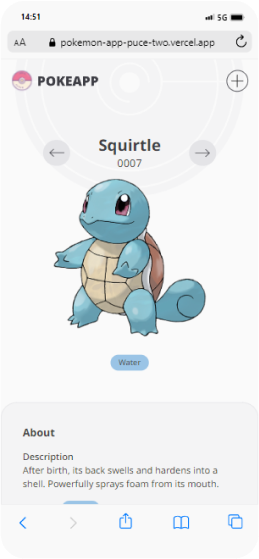 14:51
5G
AA
pokemon-app-puce-two.vercel.app
POKEAPP
Squirtle
0007
Water
About
Description
After birth, its back swells and hardens into a
shell. Powerfully sprays foam from its mouth.